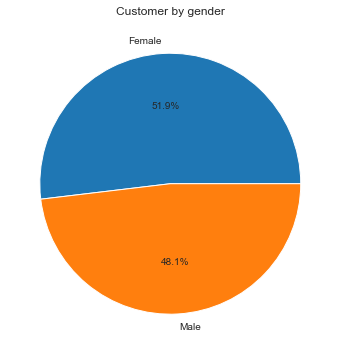 Customer by gender
Female
51.9%
48.1%
Male